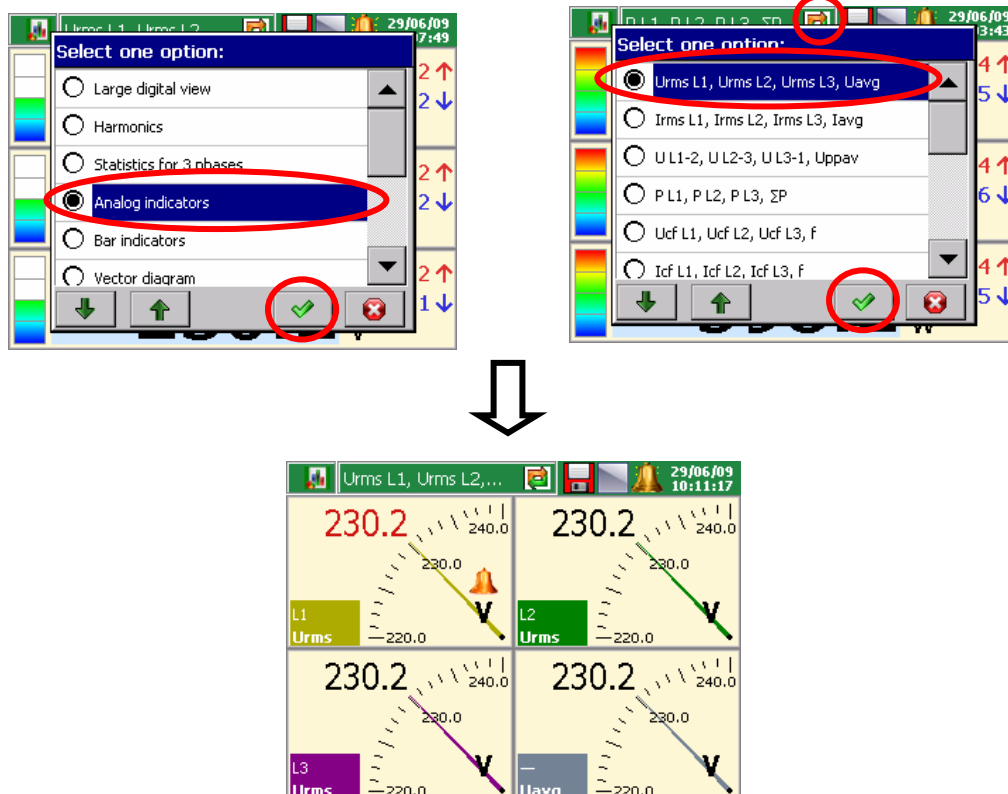 29/06/09
7:49
Select one option:
Large digital view
Harmonics
Statistics for 3 phases
Analog indicators
Bar indicators
Vector diagram
2
2
2
2
2
1
29/06/09
3:43
Select one option:
Urms L1, Urms L2, Urms L3, Uavg
Irms L1, Irms L2, Irms L3, Iavg
U L1-2, U L2-3, U L3-1, Uppav
P L1, P L2, P L3, ΣP
Ucf L1, Ucf L2, Ucf L3, f
Icf L1, Icf L2, Icf L3, f
4
5
4
6
4
5
Urms L1, Urms L2,...
29/06/09
10:11:17
230.2
240.0
230.0
V
L1
Urms
220.0
230.2
240.0
230.0
V
L2
Urms
220.0
230.2
240.0
230.0
V
L3
Urms
220.0
230.2
240.0
230.0
V
—
Uavg
220.0